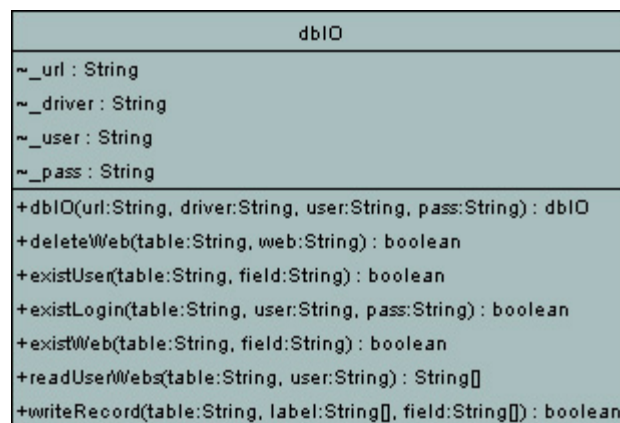 dbIO
~_url : String
~_driver : String
~_user : String
~_pass : String
+dbIO(url:String, driver:String, user:String, pass:String) : dbIO
+deleteWeb(table:String, web:String) : boolean
+existUser(table:String, field:String) : boolean
+existLogin(table:String, user:String, pass:String) : boolean
+existWeb(table:String, field:String) : boolean
+readUserWebs(table:String, user:String) : String[]
+writeRecord(table:String, label:String[], field:String[]) : boolean